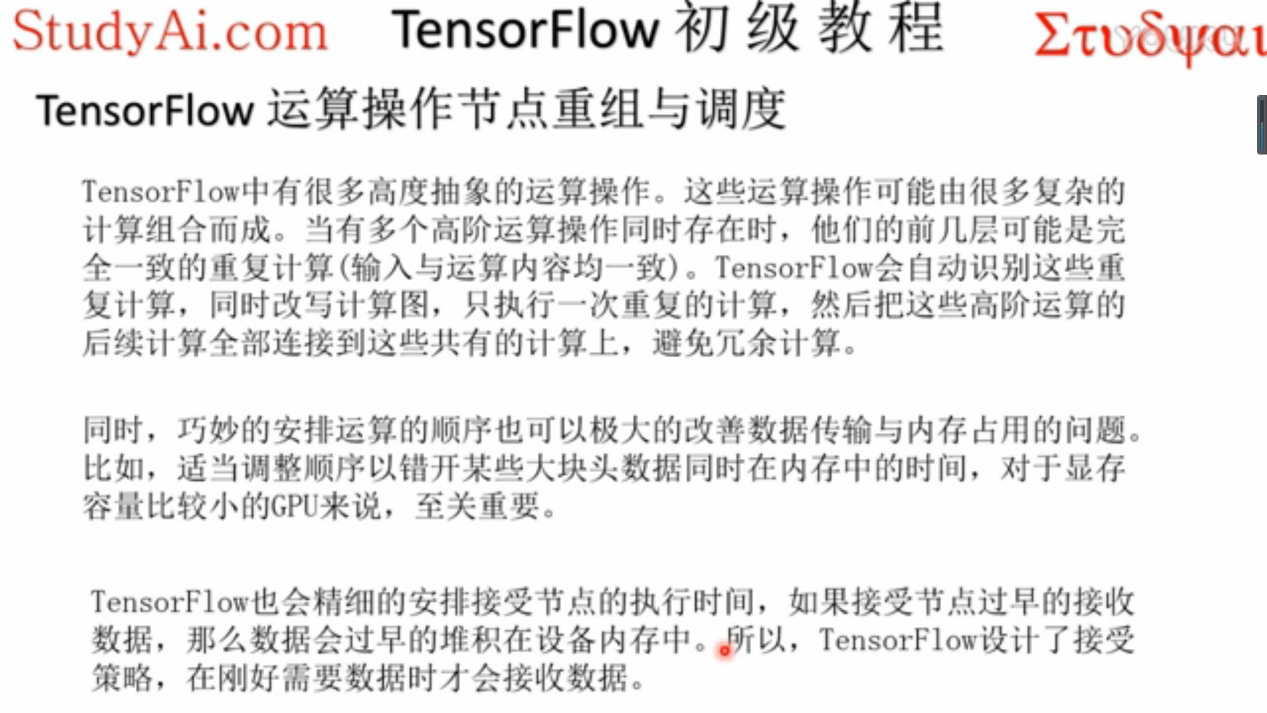 StudyAi.com
TensorFlow 初级教程
Στυδψαι
TensorFlow 运算操作节点重组与调度
TensorFlow中有很多高度抽象的运算操作。这些运算操作可能由很多复杂的
计算组合而成。当有多个高阶运算操作同时存在时，他们的前几层可能是完
全一致的重复计算(输入与运算内容均一致)。TensorFlow会自动识别这些重
复计算，同时改写计算图，只执行一次重复的计算，然后把这些高阶运算的
后续计算全部连接到这些共有的计算上，避免冗余计算。
同时，巧妙的安排运算的顺序也可以极大的改善数据传输与内存占用的问题。
比如，适当调整顺序以错开某些大块头数据同时在内存中的时间，对于显存
容量比较小的GPU来说，至关重要。
TensorFlow也会精细的安排接受节点的执行时间，如果接受节点过早的接收
数据，那么数据会过早的堆积在设备内存中。所以，TensorFlow设计了接受
策略，在刚好需要数据时才会接收数据。